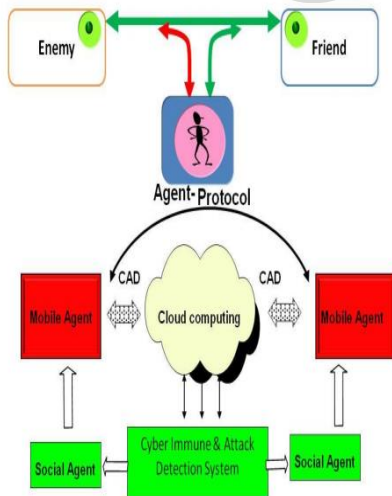 Enemy
Friend
Agent-Protocol
CAD
CAD
Mobile Agent
Cloud computing
Mobile Agent
Cyber Immune & Attack
Detection System
Social Agent
Social Agent